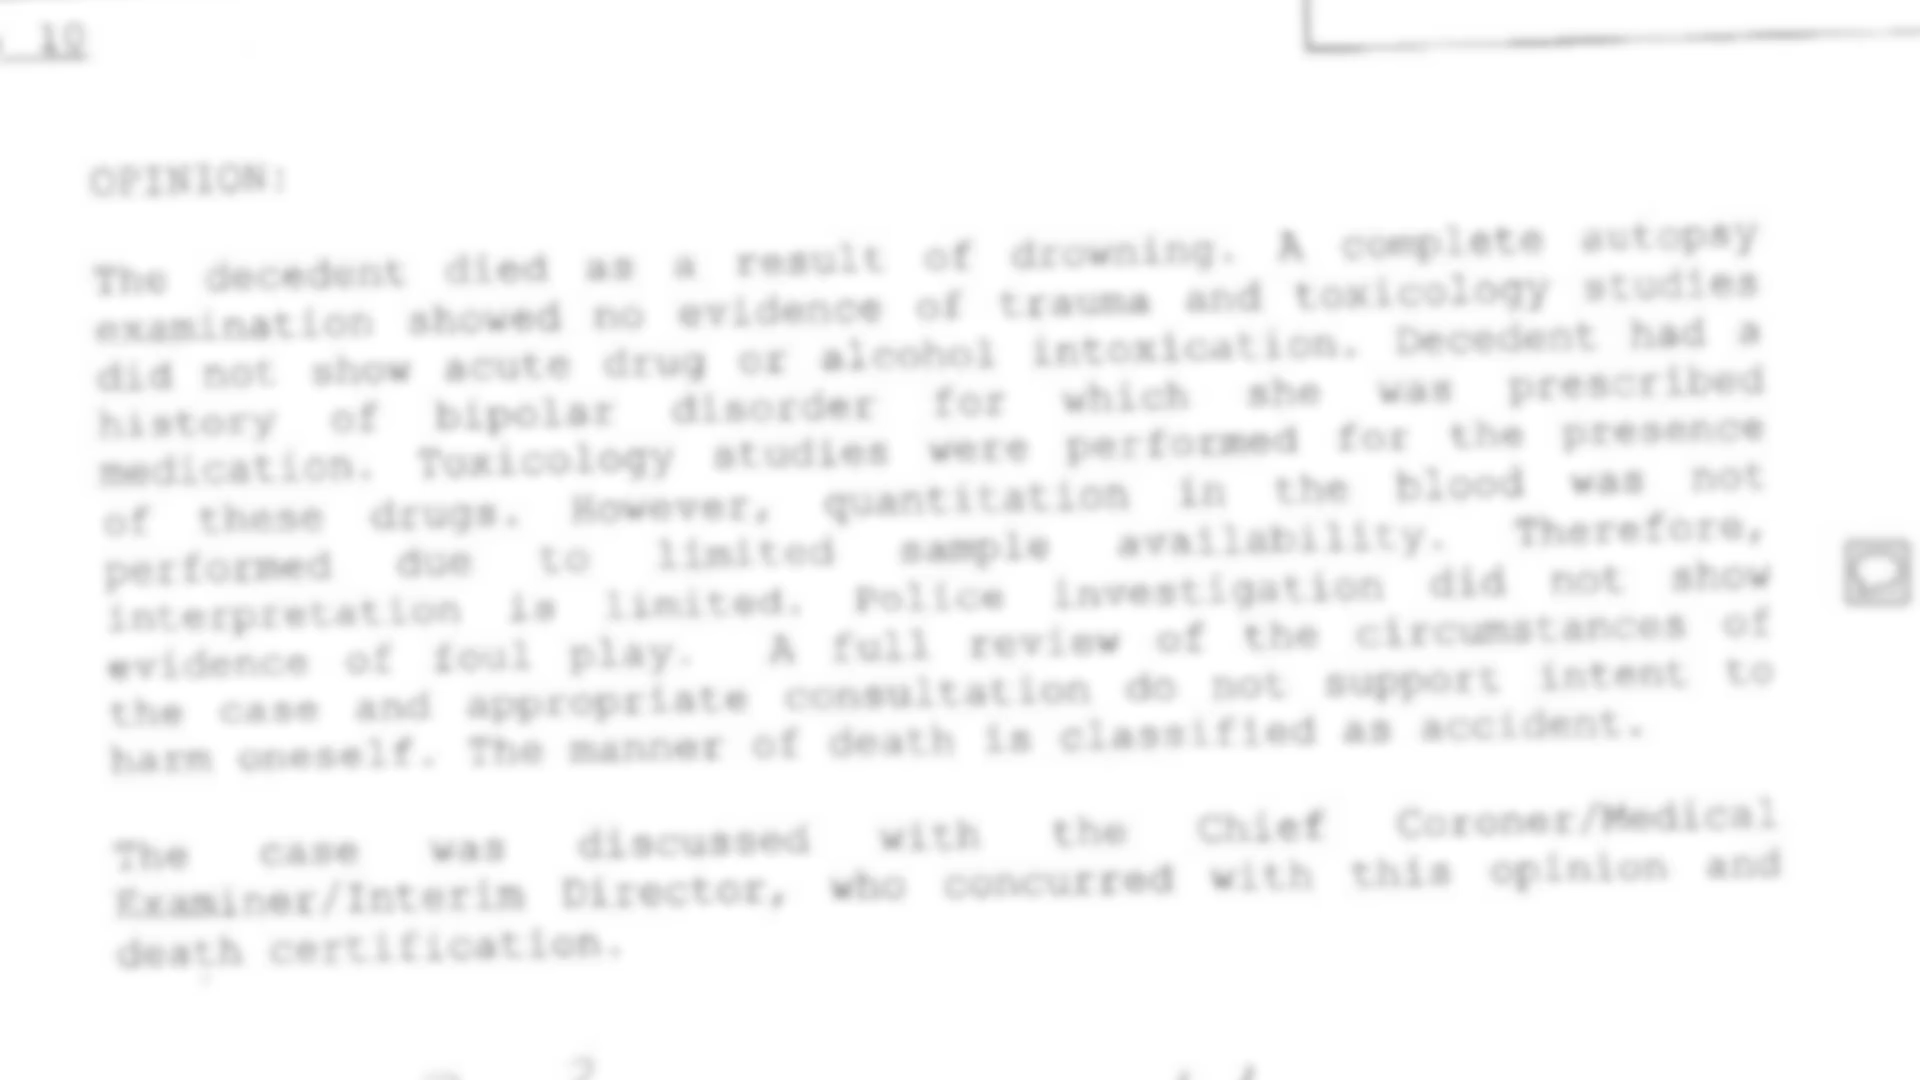 10
OPINION:
The decedent died as a result of drowning. A complete autopsy
examination showed no evidence of trauma and toxicology studies
did not show acute drug or alcohol intoxication. Decedent had a
history of bipolar disorder for which she was prescribed
medication. Toxicology studies were performed for the presence
of these drugs. However, quantitation in the blood was not
performed due to limited sample availability. Therefore,
interpretation is limited. Police investigation did not show
evidence of foul play. A full review of the circumstances of
the case and appropriate consultation do not support intent to
harm oneself. The manner of death is classified as accident.
The case was discussed with the Chief Coroner/Medical
Examiner/Interim Director, who concurred with this opinion and
death certification.